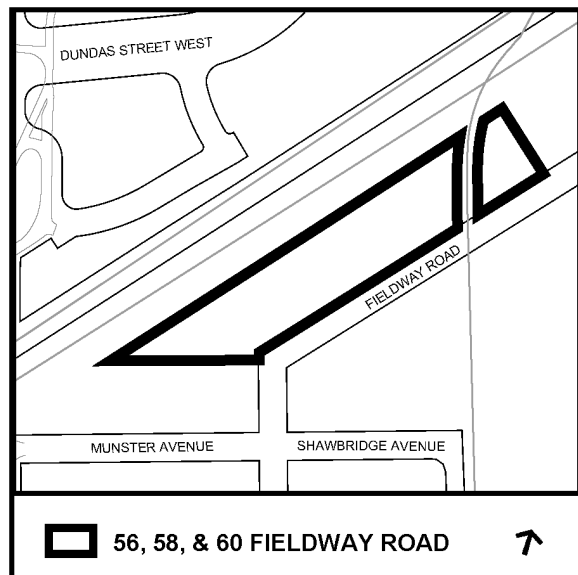 DUNDAS STREET WEST
FIELDWAY ROAD
MUNSTER AVENUE
SHAWBRIDGE AVENUE
56, 58, & 60 FIELDWAY ROAD